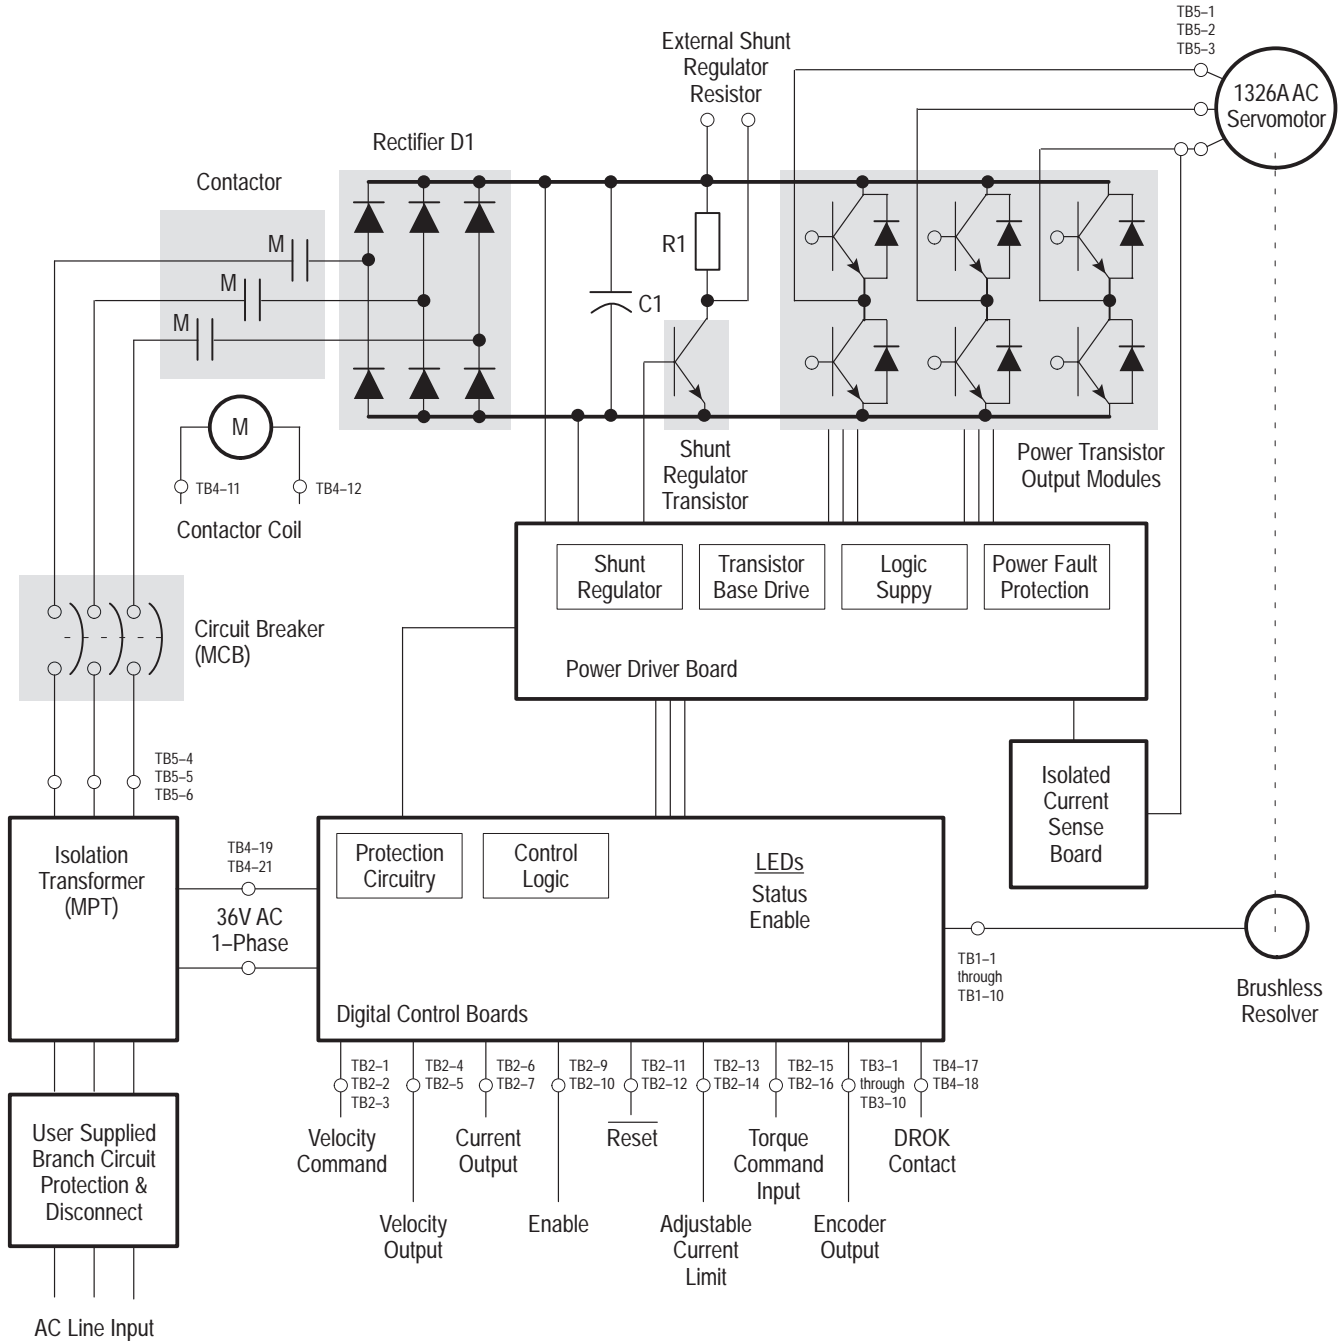 TB5–1
TB5–2
TB5–3
External Shunt
Regulator
Resistor
1326A AC
Servomotor
Rectifier D1
Contactor
M
M
M
R1
C1
M
TB4–11
TB4–12
Contactor Coil
Shunt
Regulator
Transistor
Power Transistor
Output Modules
Shunt
Regulator
Transistor
Base Drive
Logic
Suppy
Power Fault
Protection
Power Driver Board
Circuit Breaker
(MCB)
TB5–4
TB5–5
TB5–6
Isolated
Current
Sense
Board
Isolation
Transformer
(MPT)
TB4–19
TB4–21
36V AC
1–Phase
Protection
Circuitry
Control
Logic
LEDs
Status
Enable
Digital Control Boards
TB1–1
through
TB1–10
Brushless
Resolver
TB2–1
TB2–2
TB2–3
TB2–4
TB2–5
TB2–6
TB2–7
TB2–9
TB2–10
TB2–11
TB2–12
TB2–13
TB2–14
TB2–15
TB2–16
TB3–1
through
TB3–10
TB4–17
TB4–18
Velocity
Command
Current
Output
Reset
Torque
Command
Input
DROK
Contact
Velocity
Output
Enable
Adjustable
Current
Limit
Encoder
Output
User Supplied
Branch Circuit
Protection &
Disconnect
AC Line Input